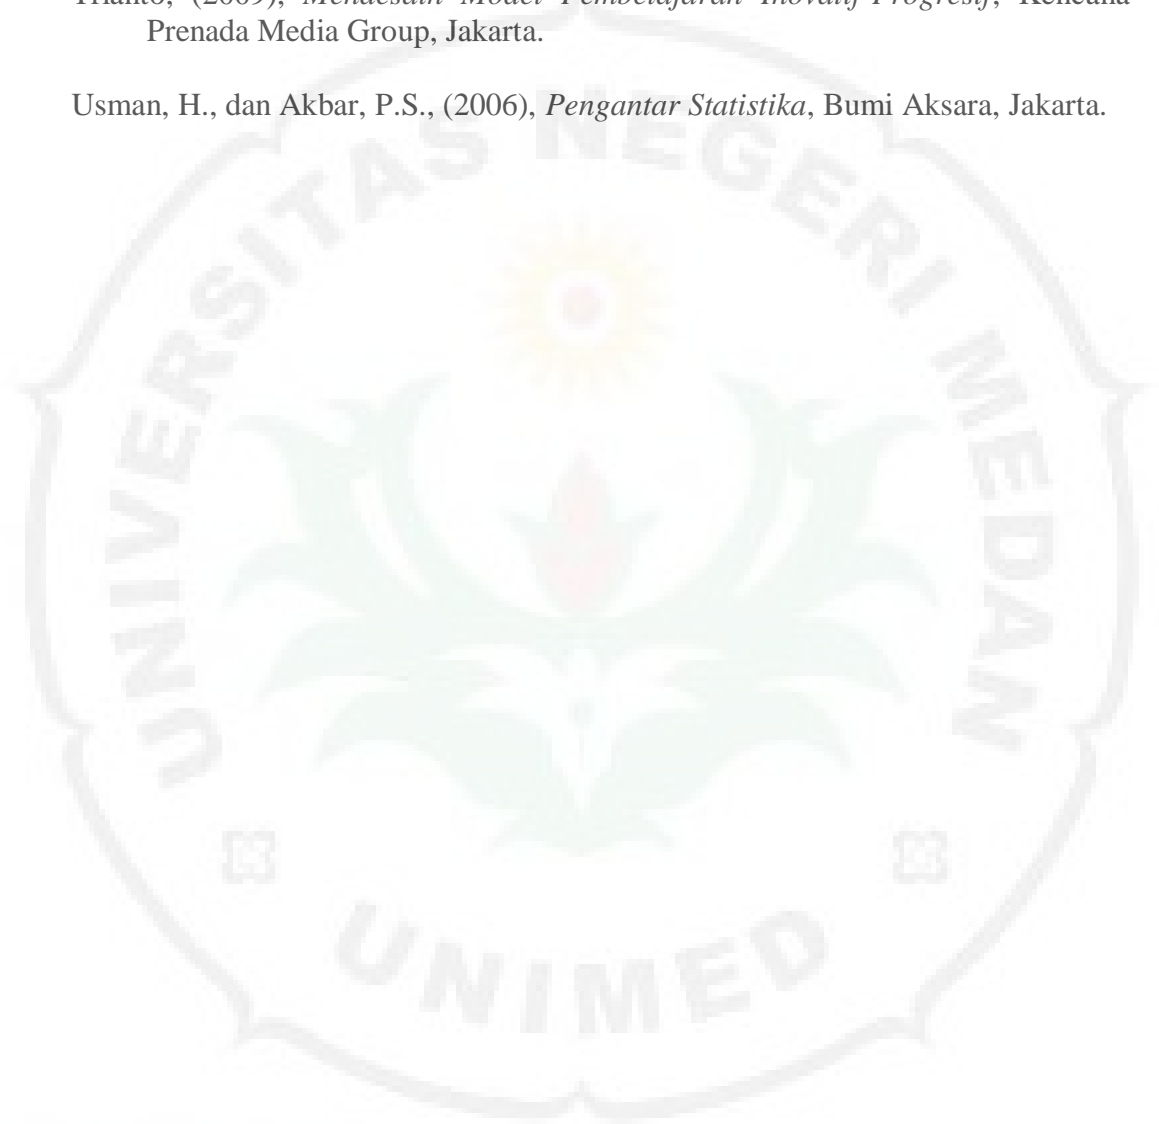 Trianto, (2009), Mendesain Model Pembelajaran Inovatif Progresif, Kencana
Prenada Media Group, Jakarta.
Usman, H., dan Akbar, P.S., (2006), Pengantar Statistika, Bumi Aksara, Jakarta.
UNIVERSITAS NEGERI MEDAN
UNIMED